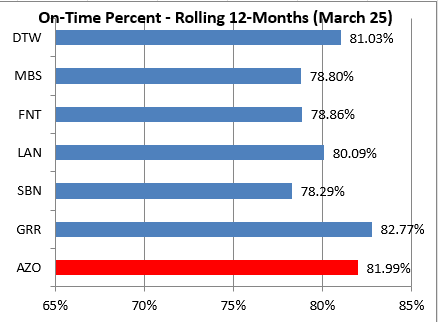 On-Time Percent - Rolling 12-Months (March 25)
DTW 81.03%
MBS 78.80%
FNT 78.86%
LAN 80.09%
SBN 78.29%
GRR 82.77%
AZO 81.99%
65% 70% 75% 80% 85%